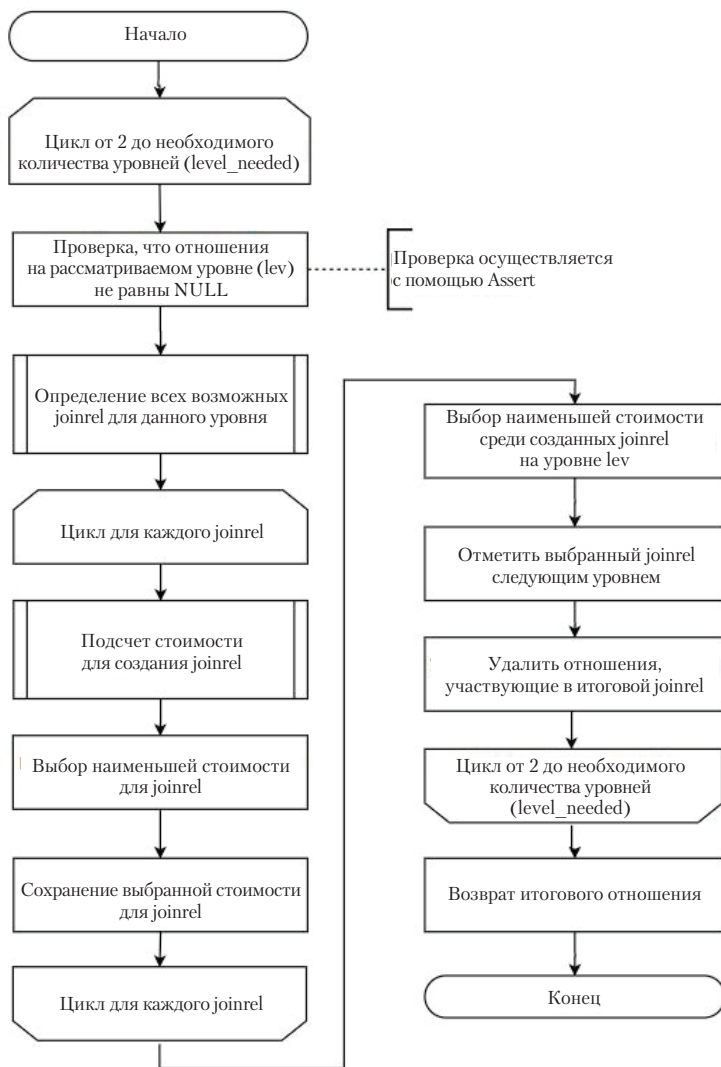 Начало
Цикл от 2 до необходимого
количества уровней (level_needed)
Проверка, что отношения
на рассматриваемом уровне (lev)
не равны NULL
Проверка осуществляется
с помощью Assert
Определение всех возможных
joinrel для данного уровня
Цикл для каждого joinrel
Подсчет стоимости
для создания joinrel
Выбор наименьшей стоимости
для joinrel
Сохранение выбранной стоимости
для joinrel
Цикл для каждого joinrel
Выбор наименьшей стоимости
среди созданных joinrel
на уровне lev
Отметить выбранный joinrel
следующим уровнем
Удалить отношения,
участвующие в итоговой joinrel
Цикл от 2 до необходимого
количества уровней
(level_needed)
Возврат итогового отношения
Конец